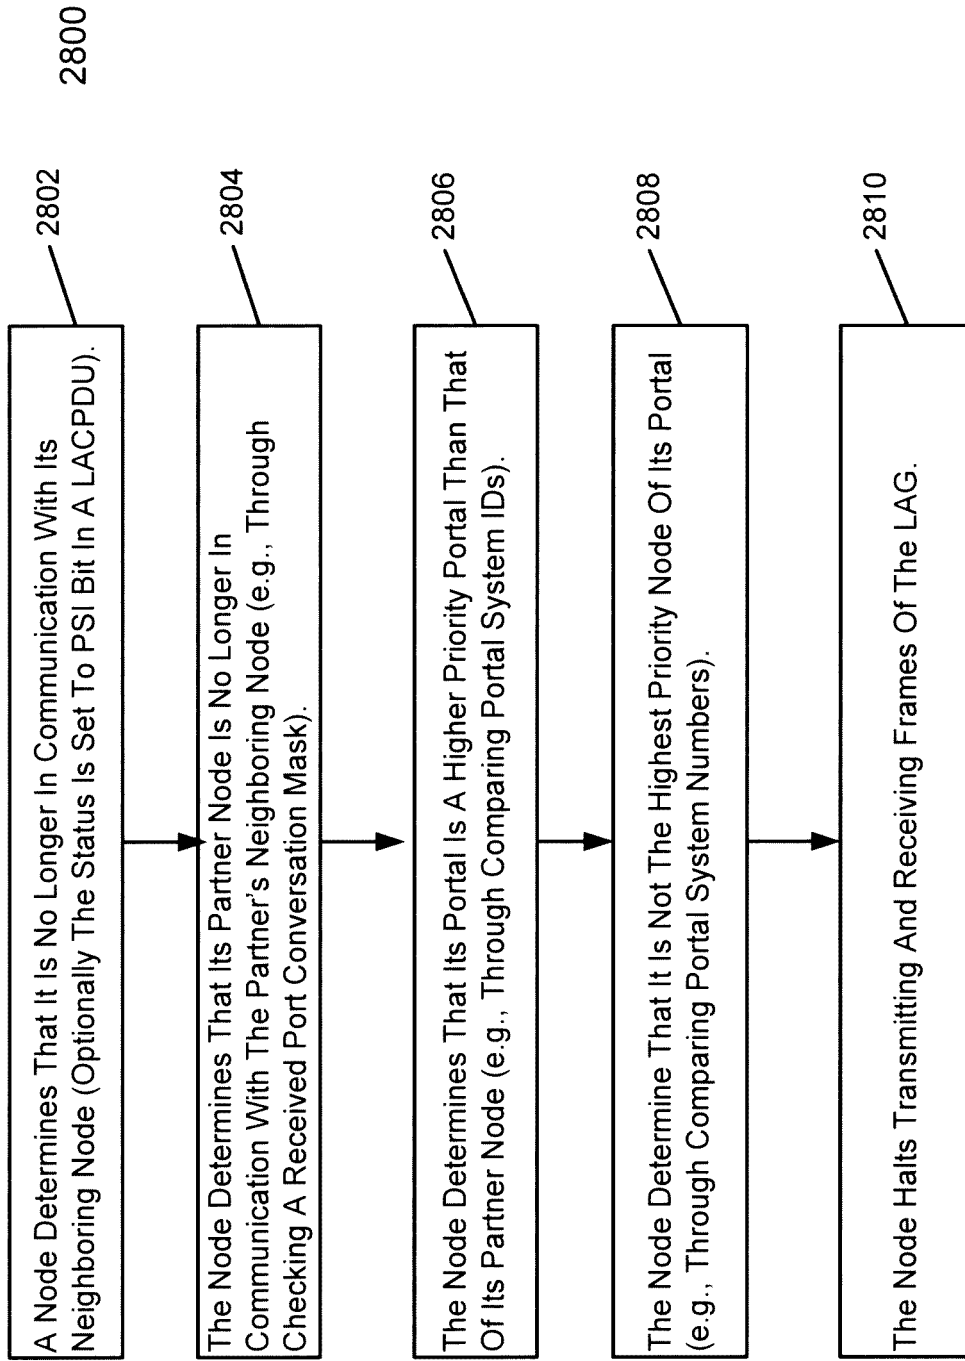 2800
2802
A Node Determines That It Is No Longer In Communication With Its
Neighboring Node (Optionally The Status Is Set To PSI Bit In A LACPDU).
2804
The Node Determines That Its Partner Node Is No Longer In
Communication With The Partner's Neighboring Node (e.g., Through
Checking A Received Port Conversation Mask).
2806
The Node Determines That Its Portal Is A Higher Priority Portal Than That
Of Its Partner Node (e.g., Through Comparing Portal System IDs).
2808
The Node Determine That It Is Not The Highest Priority Node Of Its Portal
(e.g., Through Comparing Portal System Numbers).
2810
The Node Halts Transmitting And Receiving Frames Of The LAG.